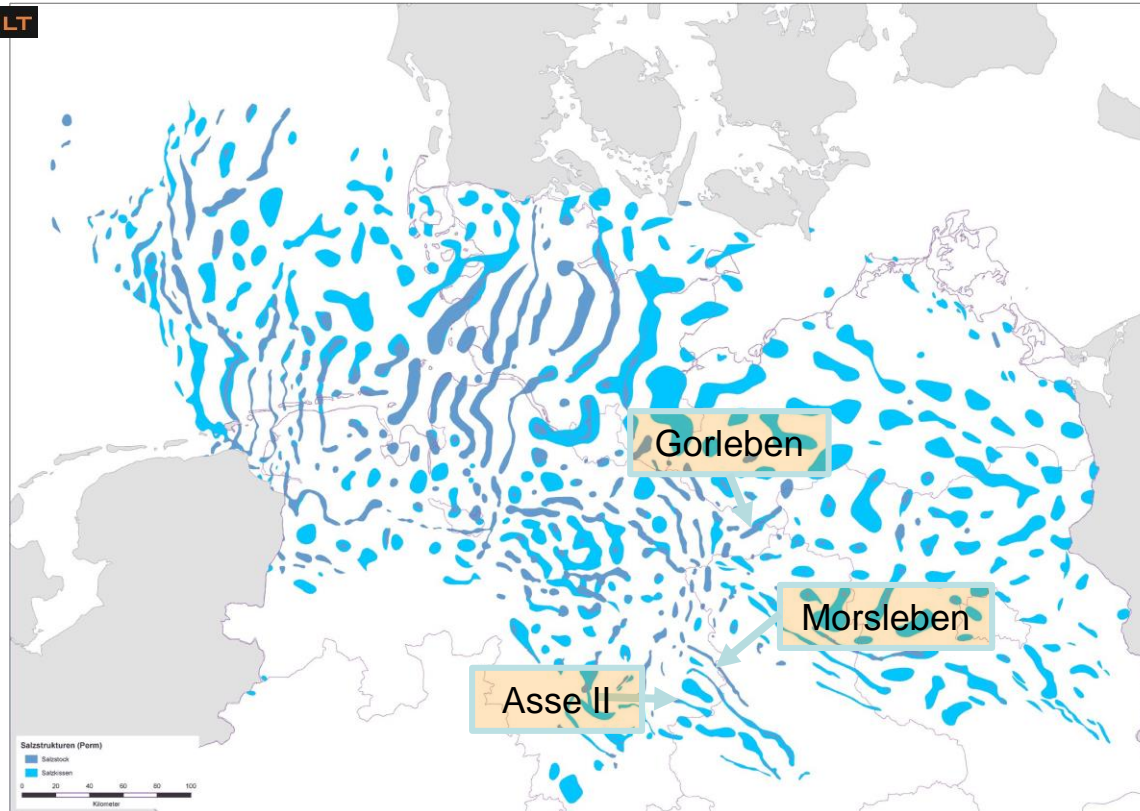 LT
Gorleben
Morsleben
Asse II
Salzstrukturen (Perm)
Salzstock
Salzkissen
0 20 40 60 80 100
Kilometer